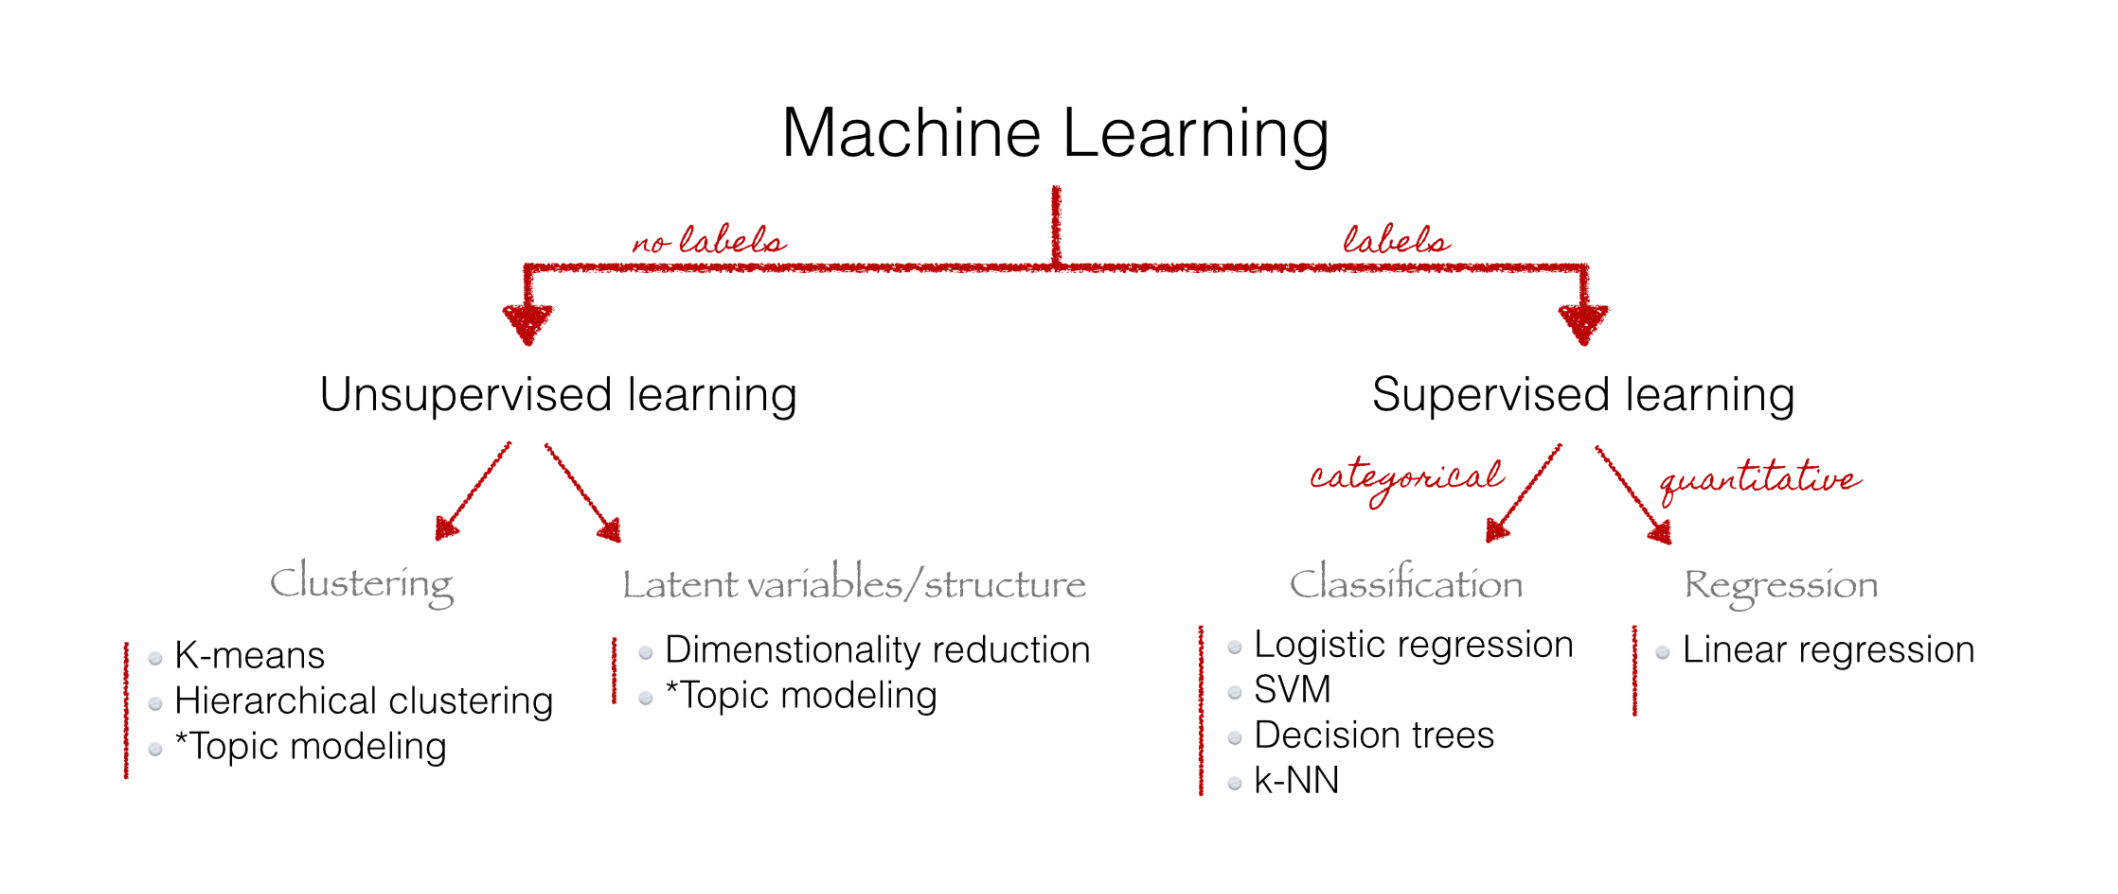 Machine Learning
no labels
labels
Unsupervised learning
Supervised learning
categorical
quantitative
Clustering
Latent variables/structure
Classification
Regression
K-means
Hierarchical clustering
*Topic modeling
Dimenstionality reduction
*Topic modeling
Logistic regression
SVM
Decision trees
k-NN
Linear regression